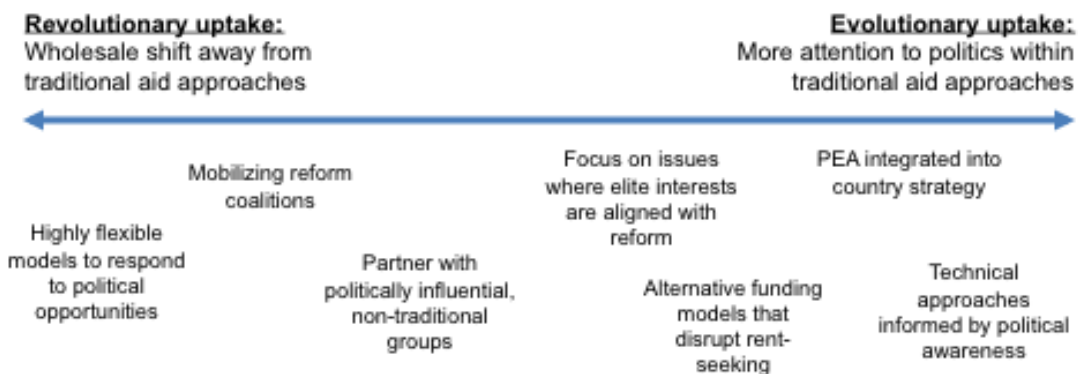 Revolutionary uptake:
Wholesale shift away from
traditional aid approaches
Evolutionary uptake:
More attention to politics within
traditional aid approaches
Mobilizing reform
coalitions
Focus on issues
where elite interests
are aligned with
reform
PEA integrated into
country strategy
Highly flexible
models to respond
to political
opportunities
Partner with
politically influential,
non-traditional
groups
Alternative funding
models that
disrupt rent-
seeking
Technical
approaches
informed by political
awareness